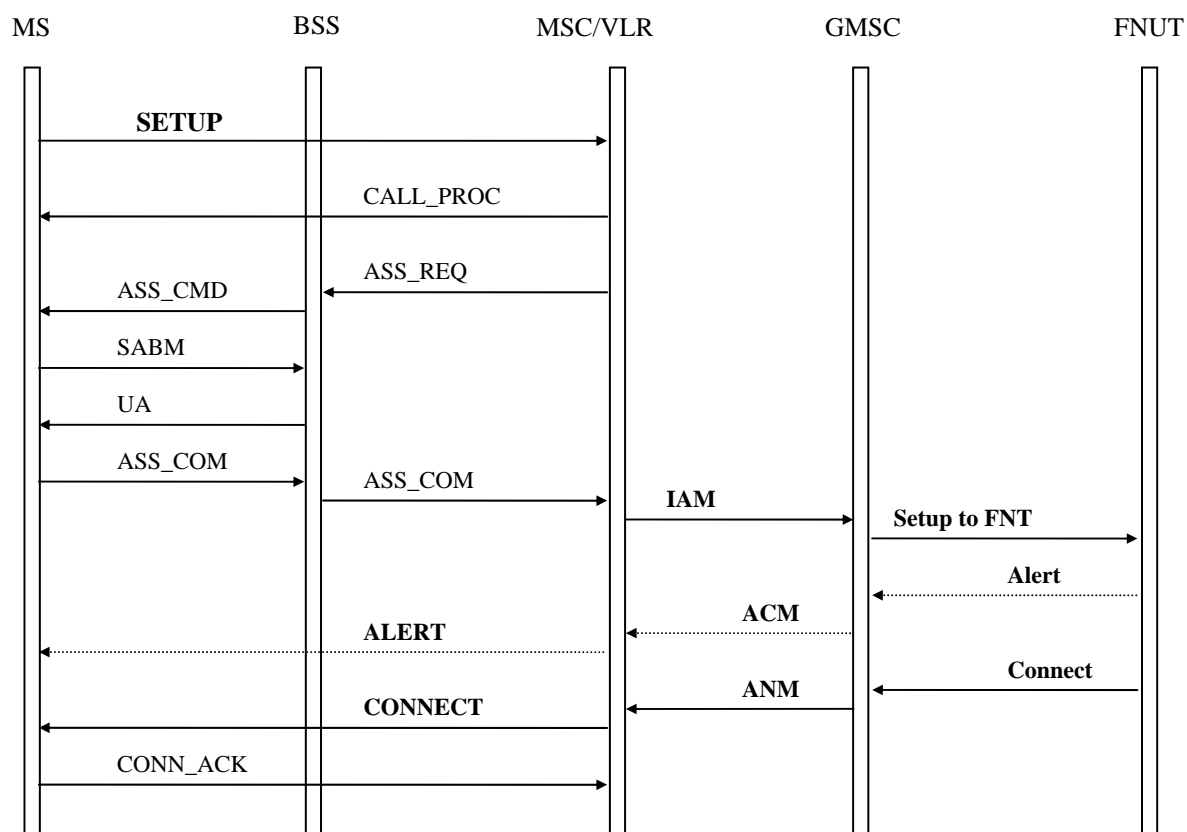 MS
BSS
MSC/VLR
GMSC
FNUT
SETUP
CALL_PROC
ASS_REQ
ASS_CMD
SABM
UA
ASS_COM
ASS_COM
IAM
Setup to FNT
Alert
ACM
ALERT
Connect
ANM
CONNECT
CONN_ACK